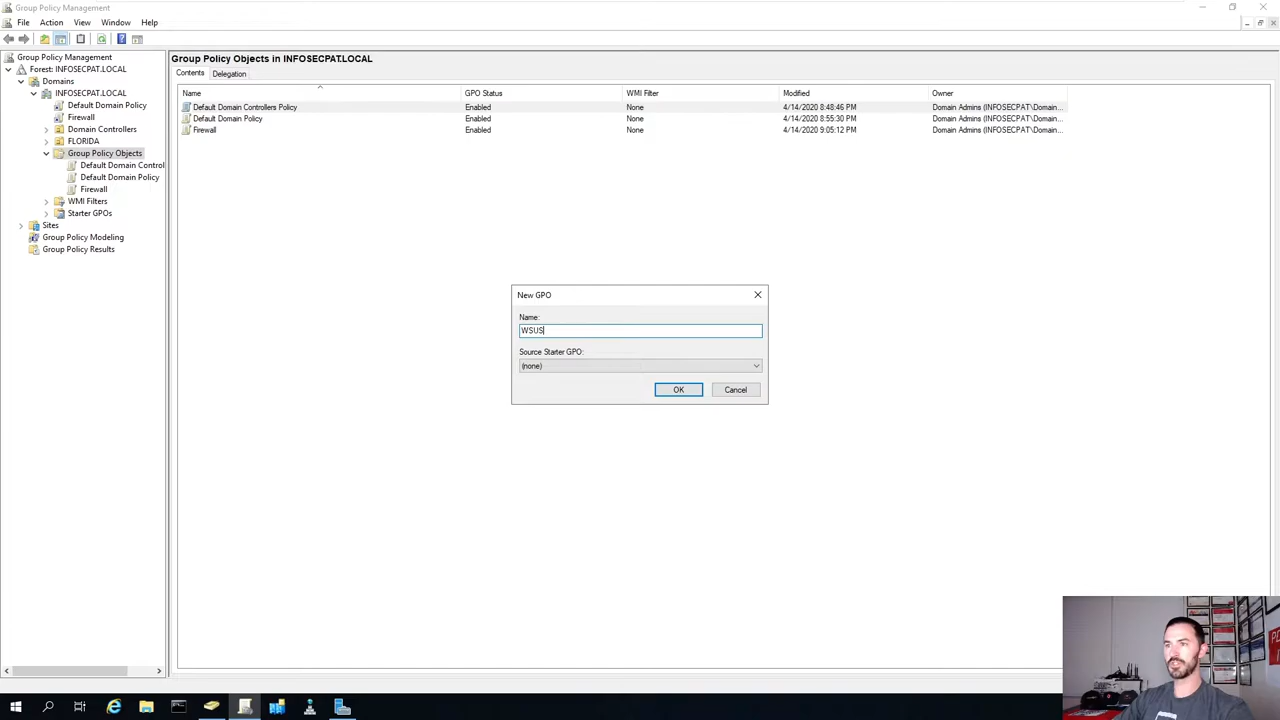 Group Policy Management
File Action View Window Help
Group Policy Management
Forest: INFOSECPAT.LOCAL
Domains
INFOSECPAT.LOCAL
Default Domain Policy
Firewall
Domain Controllers
FLORIDA
Group Policy Objects
Default Domain Control
Default Domain Policy
Firewall
WMI Filters
Starter GPOs
Sites
Group Policy Modeling
Group Policy Results
Group Policy Objects in INFOSECPAT.LOCAL
Contents Delegation
Name GPO Status WMI Filter Modified Owner
Default Domain Controllers Policy Enabled None 4/14/2020 8:48:46 PM Domain Admins (INFOSECPAT\Domain...
Default Domain Policy Enabled None 4/14/2020 8:55:30 PM Domain Admins (INFOSECPAT\Domain...
Firewall Enabled None 4/14/2020 9:05:12 PM Domain Admins (INFOSECPAT\Domain...
New GPO
Name:
WSUS
Source Starter GPO:
(none)
OK Cancel